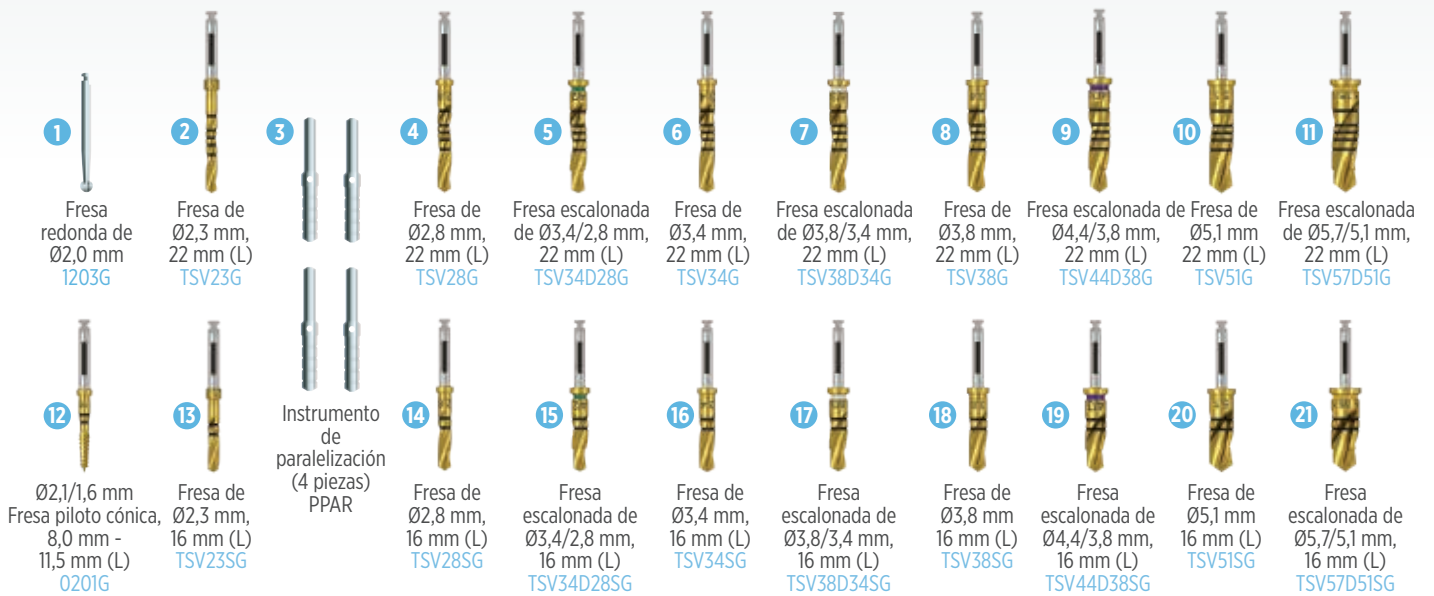 1
Fresa
redonda de
Ø2,0 mm
1203G
2
Fresa de
Ø2,3 mm,
22 mm (L)
TSV23G
3
Instrumento
de
paralelización
(4 piezas)
PPAR
4
Fresa de
Ø2,8 mm,
22 mm (L)
TSV28G
5
Fresa escalonada
de Ø3,4/2,8 mm,
22 mm (L)
TSV34D28G
6
Fresa de
Ø3,4 mm,
22 mm (L)
TSV34G
7
Fresa escalonada
de Ø3,8/3,4 mm,
22 mm (L)
TSV38D34G
8
Fresa de
Ø3,8 mm,
22 mm (L)
TSV38G
9
Fresa escalonada de
Ø4,4/3,8 mm,
22 mm (L)
TSV44D38G
10
Fresa de
Ø5,1 mm
22 mm (L)
TSV51G
11
Fresa escalonada
de Ø5,7/5,1 mm,
22 mm (L)
TSV57D51G
12
Ø2,1/1,6 mm
Fresa piloto cónica,
8,0 mm -
11,5 mm (L)
0201G
13
Fresa de
Ø2,3 mm,
16 mm (L)
TSV23SG
14
Fresa de
Ø2,8 mm,
16 mm (L)
TSV28SG
15
Fresa
escalonada de
Ø3,4/2,8 mm,
16 mm (L)
TSV34D28SG
16
Fresa de
Ø3,4 mm,
16 mm (L)
TSV34SG
17
Fresa
escalonada de
Ø3,8/3,4 mm,
16 mm (L)
TSV38D34SG
18
Fresa de
Ø3,8 mm
16 mm (L)
TSV38SG
19
Fresa
escalonada de
Ø4,4/3,8 mm,
16 mm (L)
TSV44D38SG
20
Fresa de
Ø5,1 mm
16 mm (L)
TSV51SG
21
Fresa
escalonada de
Ø5,7/5,1 mm,
16 mm (L)
TSV57D51SG